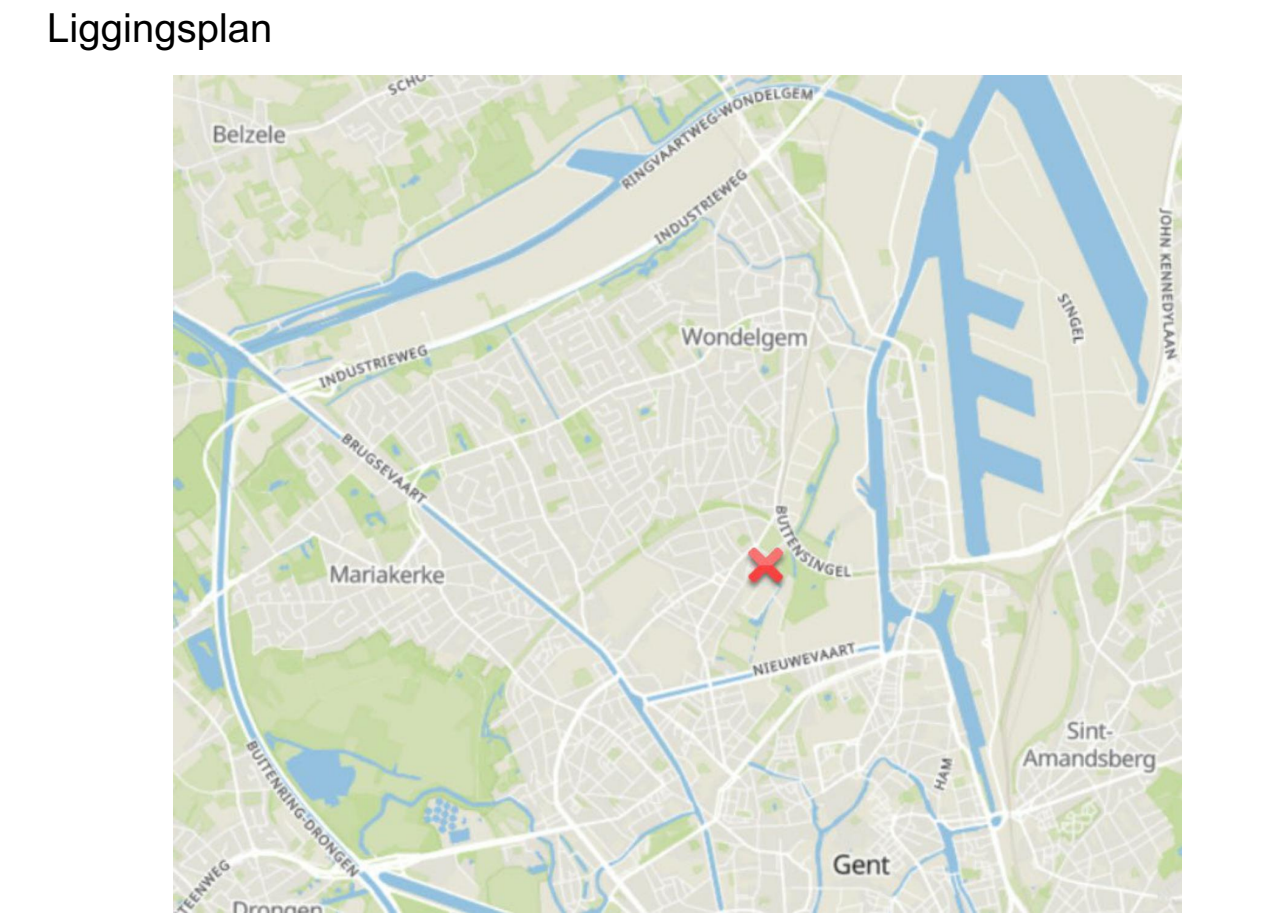 Liggingsplan
Belzele
RINGVAARTWEG-WONDELGEM
INDUSTRIEWEG
JOHN KENNEDYLAAN
SINGEL
Wondelgem
INDUSTRIEWEG
BRUGSEVAART
BUITENSINGEL
Mariakerke
NIEUWEVAART
BUITENRING-DRONGEN
Sint-
Amandsberg
HAM
Gent
Drongen